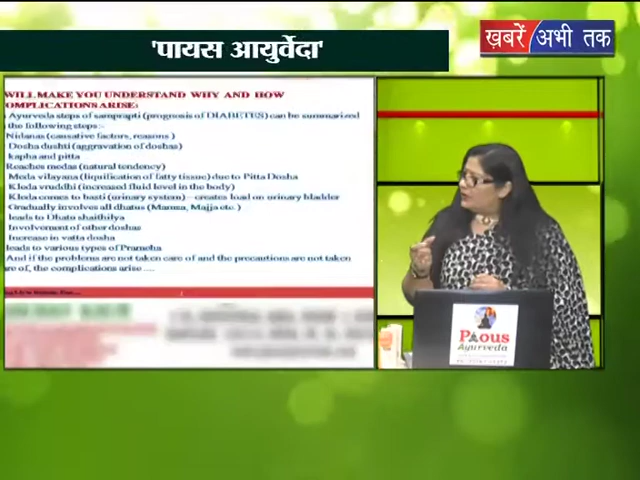 ख़बरें अभी तक
'पायस आयुर्वेदा'
WILL MAKE YOU UNDERSTAND WHY AND HOW
OMPLICATIONS ARISE:
Ayurveda steps of samprapti (prognosis of DIABETES) can be summarized
the following steps:-
Nidanas (causative factors, reasons )
Dosha dushti (aggravation of doshas)
kapha and pitta
Reaches medas (natural tendency)
Meda vilayana (liquification of fatty tissue) due to Pitta Dosha
Kleda vruddhi (increased fluid level in the body)
Kleda comes to basti (urinary system)- creates load on urinary bladder
Gradually involves all dhatus (Mamsa, Majja etc.)
leads to Dhatu shaithilya
Involvement of other doshas
Increase in vatta dosha
leads to various types of Prameha
And if the problems are not taken care of and the precautions are not taken
are of, the complications arise ....
Pious
Ayurveda